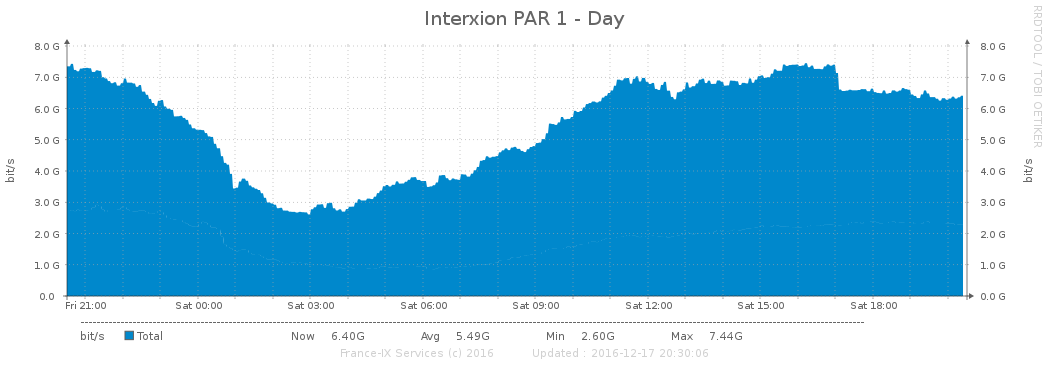 Interxion PAR 1 - Day
RRDTOOL / TOBI OETIKER
8.0 G 8.0 G
7.0 G 7.0 G
6.0 G 6.0 G
5.0 G 5.0 G
4.0 G 4.0 G
3.0 G 3.0 G
2.0 G 2.0 G
1.0 G 1.0 G
0.0 0.0 G
bit/s bit/s
Fri 21:00 Sat 00:00 Sat 03:00 Sat 06:00 Sat 09:00 Sat 12:00 Sat 15:00 Sat 18:00
bit/s Total Now 6.40G Avg 5.49G Min 2.60G Max 7.44G
France-IX Services (c) 2016 Updated : 2016-12-17 20:30:06